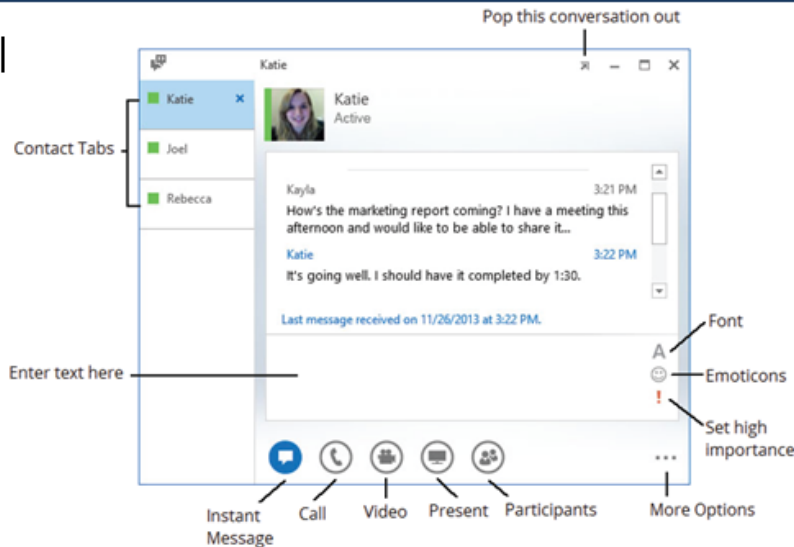 Pop this conversation out
Katie
Katie
Katie
Active
Contact Tabs
Joel
Rebecca
Kayla 3:21 PM
How's the marketing report coming? I have a meeting this
afternoon and would like to be able to share it...
Katie 3:22 PM
It's going well. I should have it completed by 1:30.
Last message received on 11/26/2013 at 3:22 PM.
Font
A
Enter text here
Emoticons
!
Set high
importance
Instant
Message
Call
Video
Present
Participants
More Options